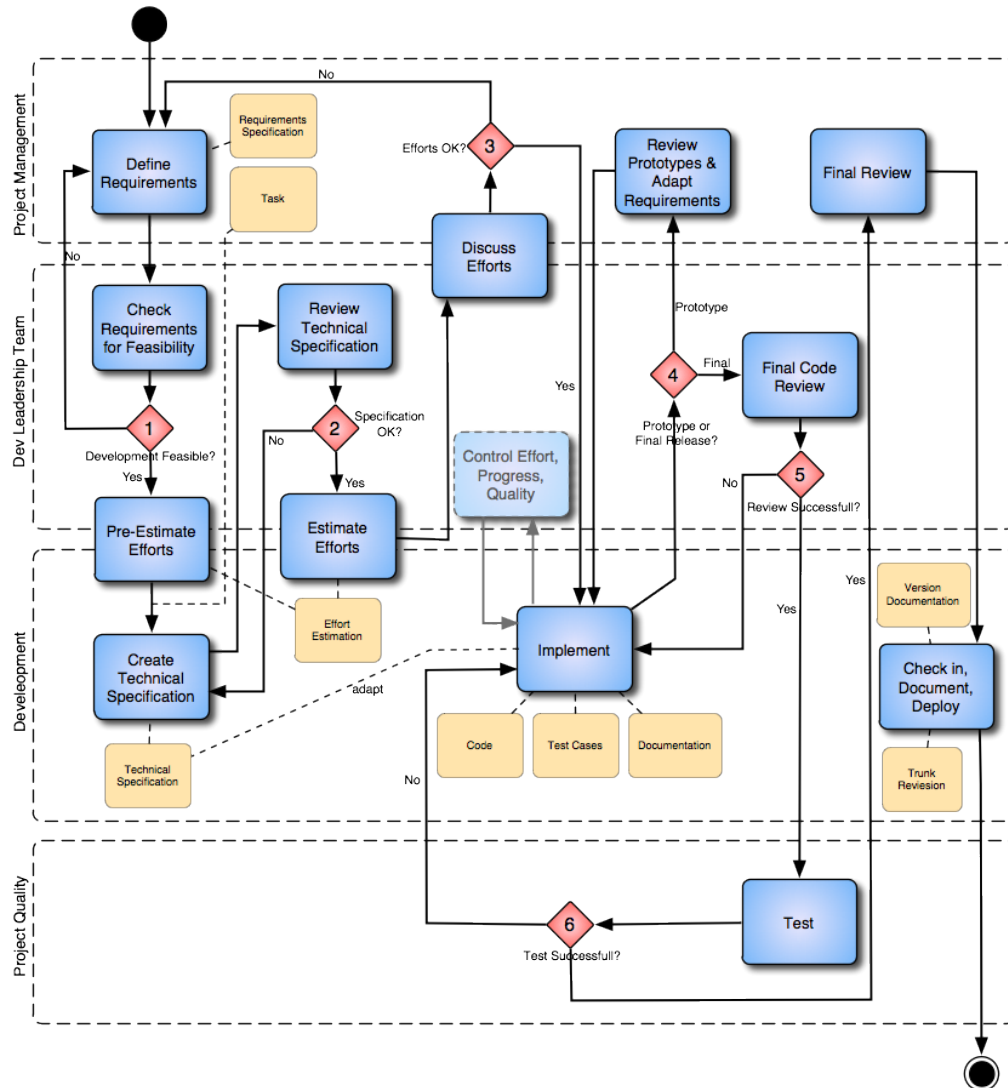 Project Management
No
Define
Requirements
Requirements
Specification
Task
Efforts OK?
3
Discuss
Efforts
Review
Prototypes &
Adapt
Requirements
Final Review
No
Dev Leadership Team
Check
Requirements
for Feasibility
1
Development Feasible?
Yes
Review
Technical
Specification
2
Specification
OK?
No
Yes
Pre-Estimate
Efforts
Estimate
Efforts
Yes
Prototype
4
Final
Prototype or
Final Release?
Final Code
Review
5
No
Review Successfull?
Control Effort,
Progress,
Quality
Develeopment
Effort
Estimation
Create
Technical
Specification
Technical
Specification
adapt
Implement
Code
Test Cases
Documentation
Yes
Yes
Version
Documentation
Check in,
Document,
Deploy
Trunk
Reviesion
No
Project Quality
6
Test Successfull?
Test